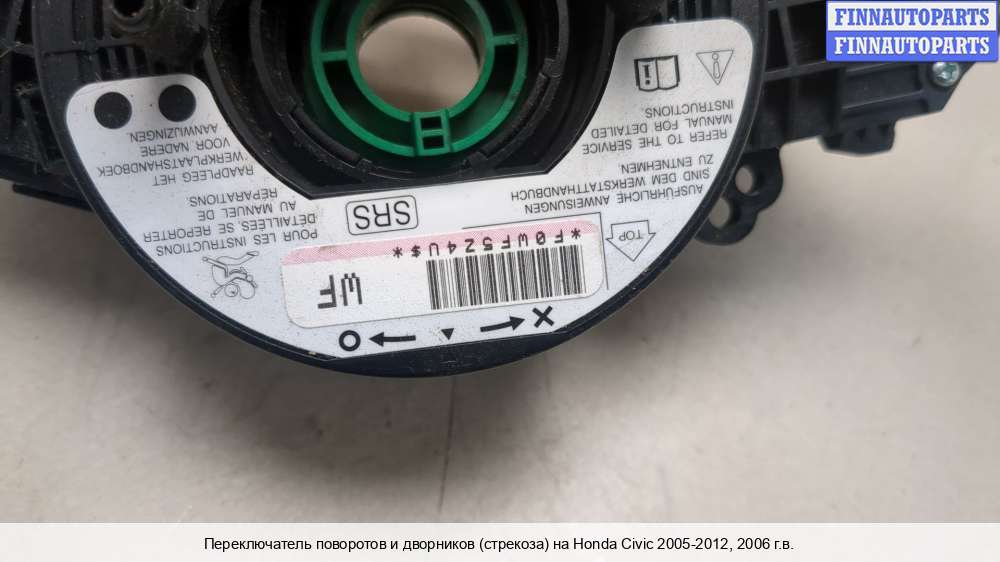 FINNAUTOPARTS
FINNAUTOPARTS
REFER TO THE SERVICE
MANUAL FOR DETAILED
INSTRUCTIONS.
AUSFÜHRLICHE ANWEISUNGEN
SIND DEM WERKSTATTHANDBUCH
ZU ENTNEHMEN.
TOP
SRS
RAADPLEEG HET
WERKPLAATSHANDBOEK
VOOR NADERE
AANWIJZINGEN.
POUR LES INSTRUCTIONS
DETAILLEES, SE REPORTER
AU MANUEL DE
REPARATIONS.
*F0WF5Z4U$*
WF
Переключатель поворотов и дворников (стрекоза) на Honda Civic 2005-2012, 2006 г.в.